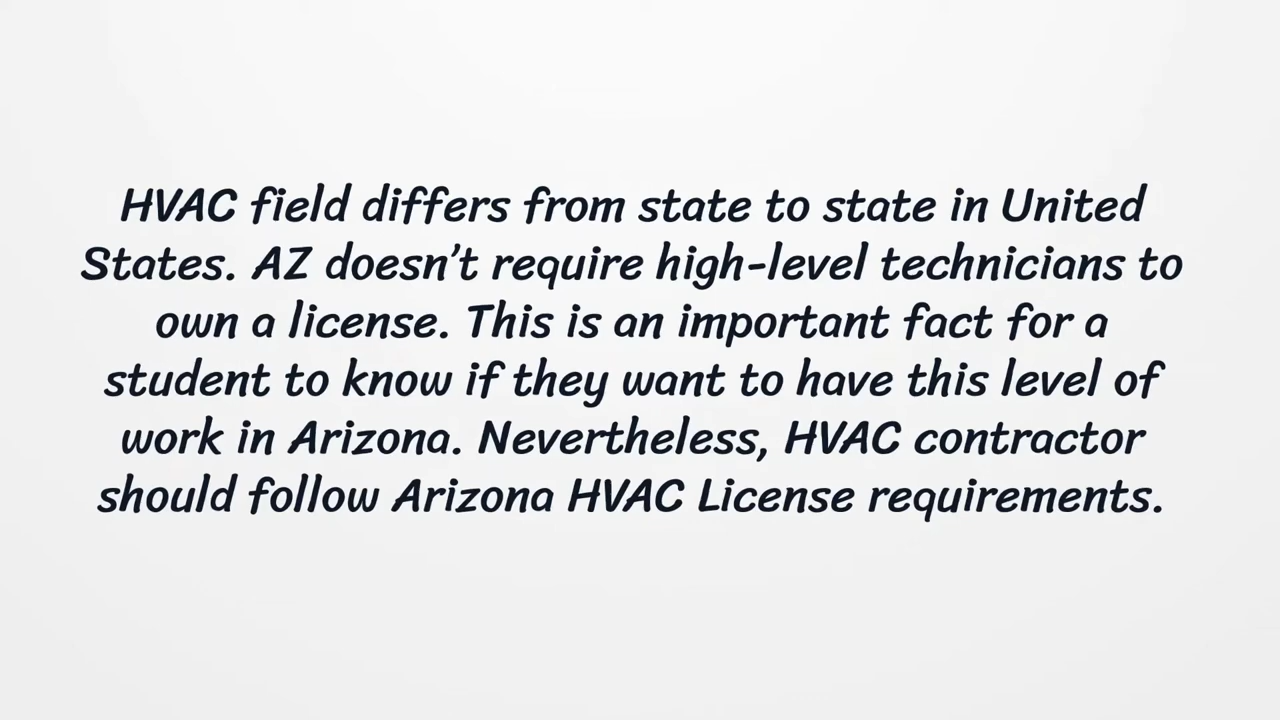 HVAC field differs from state to state in United
States. AZ doesn’t require high-level technicians to
own a license. This is an important fact for a
student to know if they want to have this level of
work in Arizona. Nevertheless, HVAC contractor
should follow Arizona HVAC License requirements.